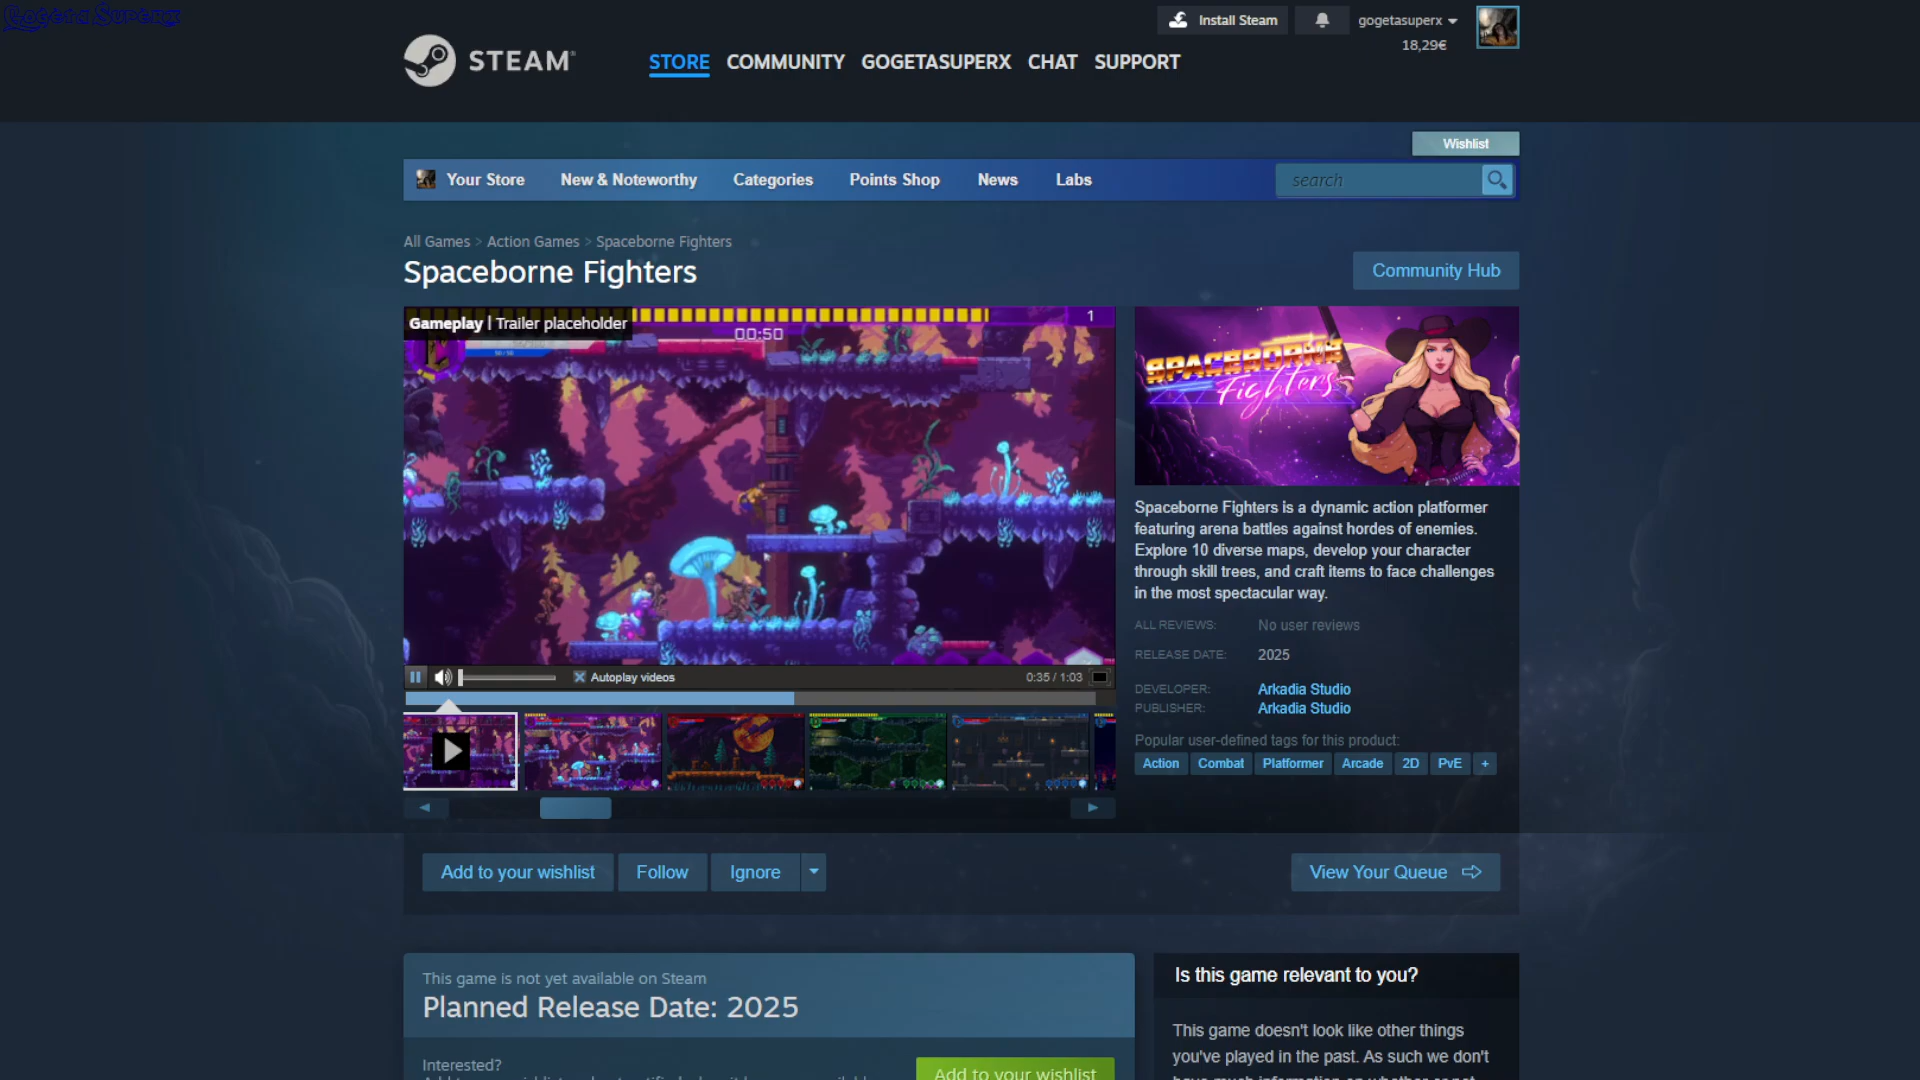 Gogeta Superx
Install Steam
gogetasuperx
18,29€
STEAM
STORE
COMMUNITY
GOGETASUPERX
CHAT
SUPPORT
Wishlist
Your Store
New & Noteworthy
Categories
Points Shop
News
Labs
search
All Games > Action Games > Spaceborne Fighters
Spaceborne Fighters
Community Hub
Gameplay | Trailer placeholder
1
00:50
50/50
SPACEBORNE
Fighters
Spaceborne Fighters is a dynamic action platformer
featuring arena battles against hordes of enemies.
Explore 10 diverse maps, develop your character
through skill trees, and craft items to face challenges
in the most spectacular way.
ALL REVIEWS: No user reviews
RELEASE DATE: 2025
DEVELOPER: Arkadia Studio
PUBLISHER: Arkadia Studio
Popular user-defined tags for this product:
Action
Combat
Platformer
Arcade
2D
PvE
+
Autoplay videos
0:35 / 1:03
Add to your wishlist
Follow
Ignore
View Your Queue
This game is not yet available on Steam
Planned Release Date: 2025
Interested?
Add to your wishlist
Is this game relevant to you?
This game doesn't look like other things
you've played in the past. As such we don't